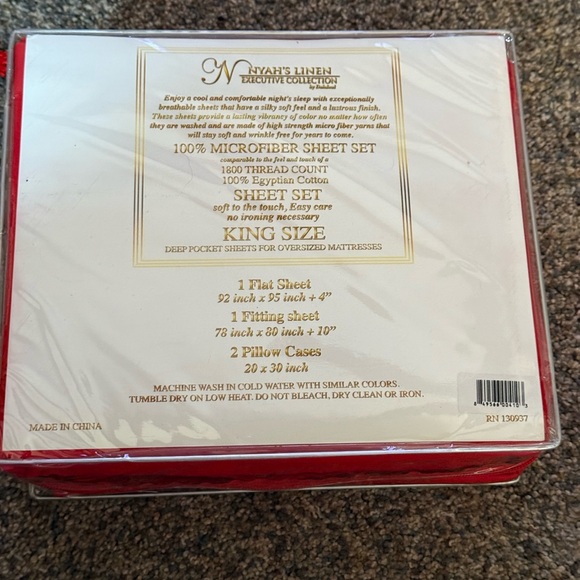 N NYAH'S LINEN
EXECUTIVE COLLECTION
by
Enjoy a cool and comfortable night's sleep with exceptionally
breathable sheets that have a silky soft feel and a lustrous finish.
These sheets provide a lasting vibrancy of color no matter how often
they are washed and are made of high strength micro fiber yarns that
will stay soft and wrinkle free for years to come.
100% MICROFIBER SHEET SET
comparable to the feel and touch of a
1800 THREAD COUNT
100% Egyptian Cotton
SHEET SET
soft to the touch, Easy care
no ironing necessary
KING SIZE
DEEP POCKET SHEETS FOR OVERSIZED MATTRESSES
1 Flat Sheet
92 inch x 95 inch + 4"
1 Fitting sheet
78 inch x 80 inch + 10"
2 Pillow Cases
20 x 30 inch
MACHINE WASH IN COLD WATER WITH SIMILAR COLORS.
TUMBLE DRY ON LOW HEAT. DO NOT BLEACH, DRY CLEAN OR IRON.
MADE IN CHINA
RN 130937